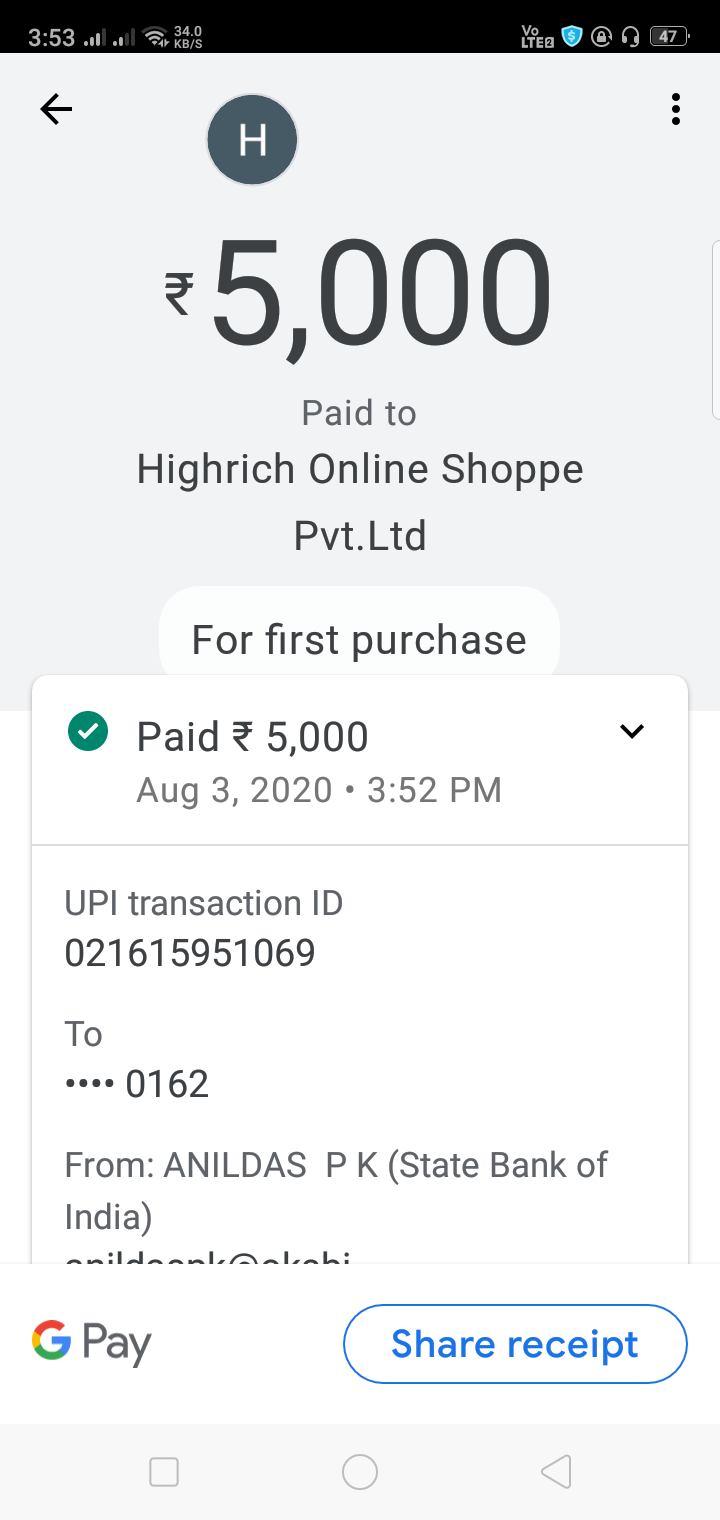 3:53
34.0
KB/S
Vo
LTE2
47
H
₹5,000
Paid to
Highrich Online Shoppe
Pvt.Ltd
For first purchase
Paid ₹ 5,000
Aug 3, 2020 • 3:52 PM
UPI transaction ID
021615951069
To
•••• 0162
From: ANILDAS P K (State Bank of
India)
G Pay
Share receipt